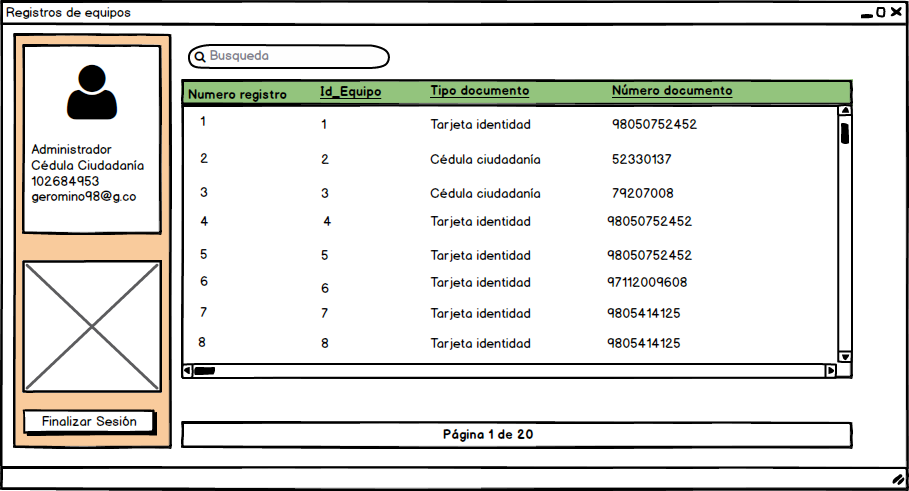 Registros de equipos
Administrador
Cédula Ciudadanía
102684953
geromino98@g.co
Finalizar Sesión
Busqueda
Numero registro Id_Equipo Tipo documento Número documento
1 1 Tarjeta identidad 98050752452
2 2 Cédula ciudadanía 52330137
3 3 Cédula ciudadanía 79207008
4 4 Tarjeta identidad 98050752452
5 5 Tarjeta identidad 98050752452
6 6 Tarjeta identidad 97112009608
7 7 Tarjeta identidad 9805414125
8 8 Tarjeta identidad 9805414125
Página 1 de 20